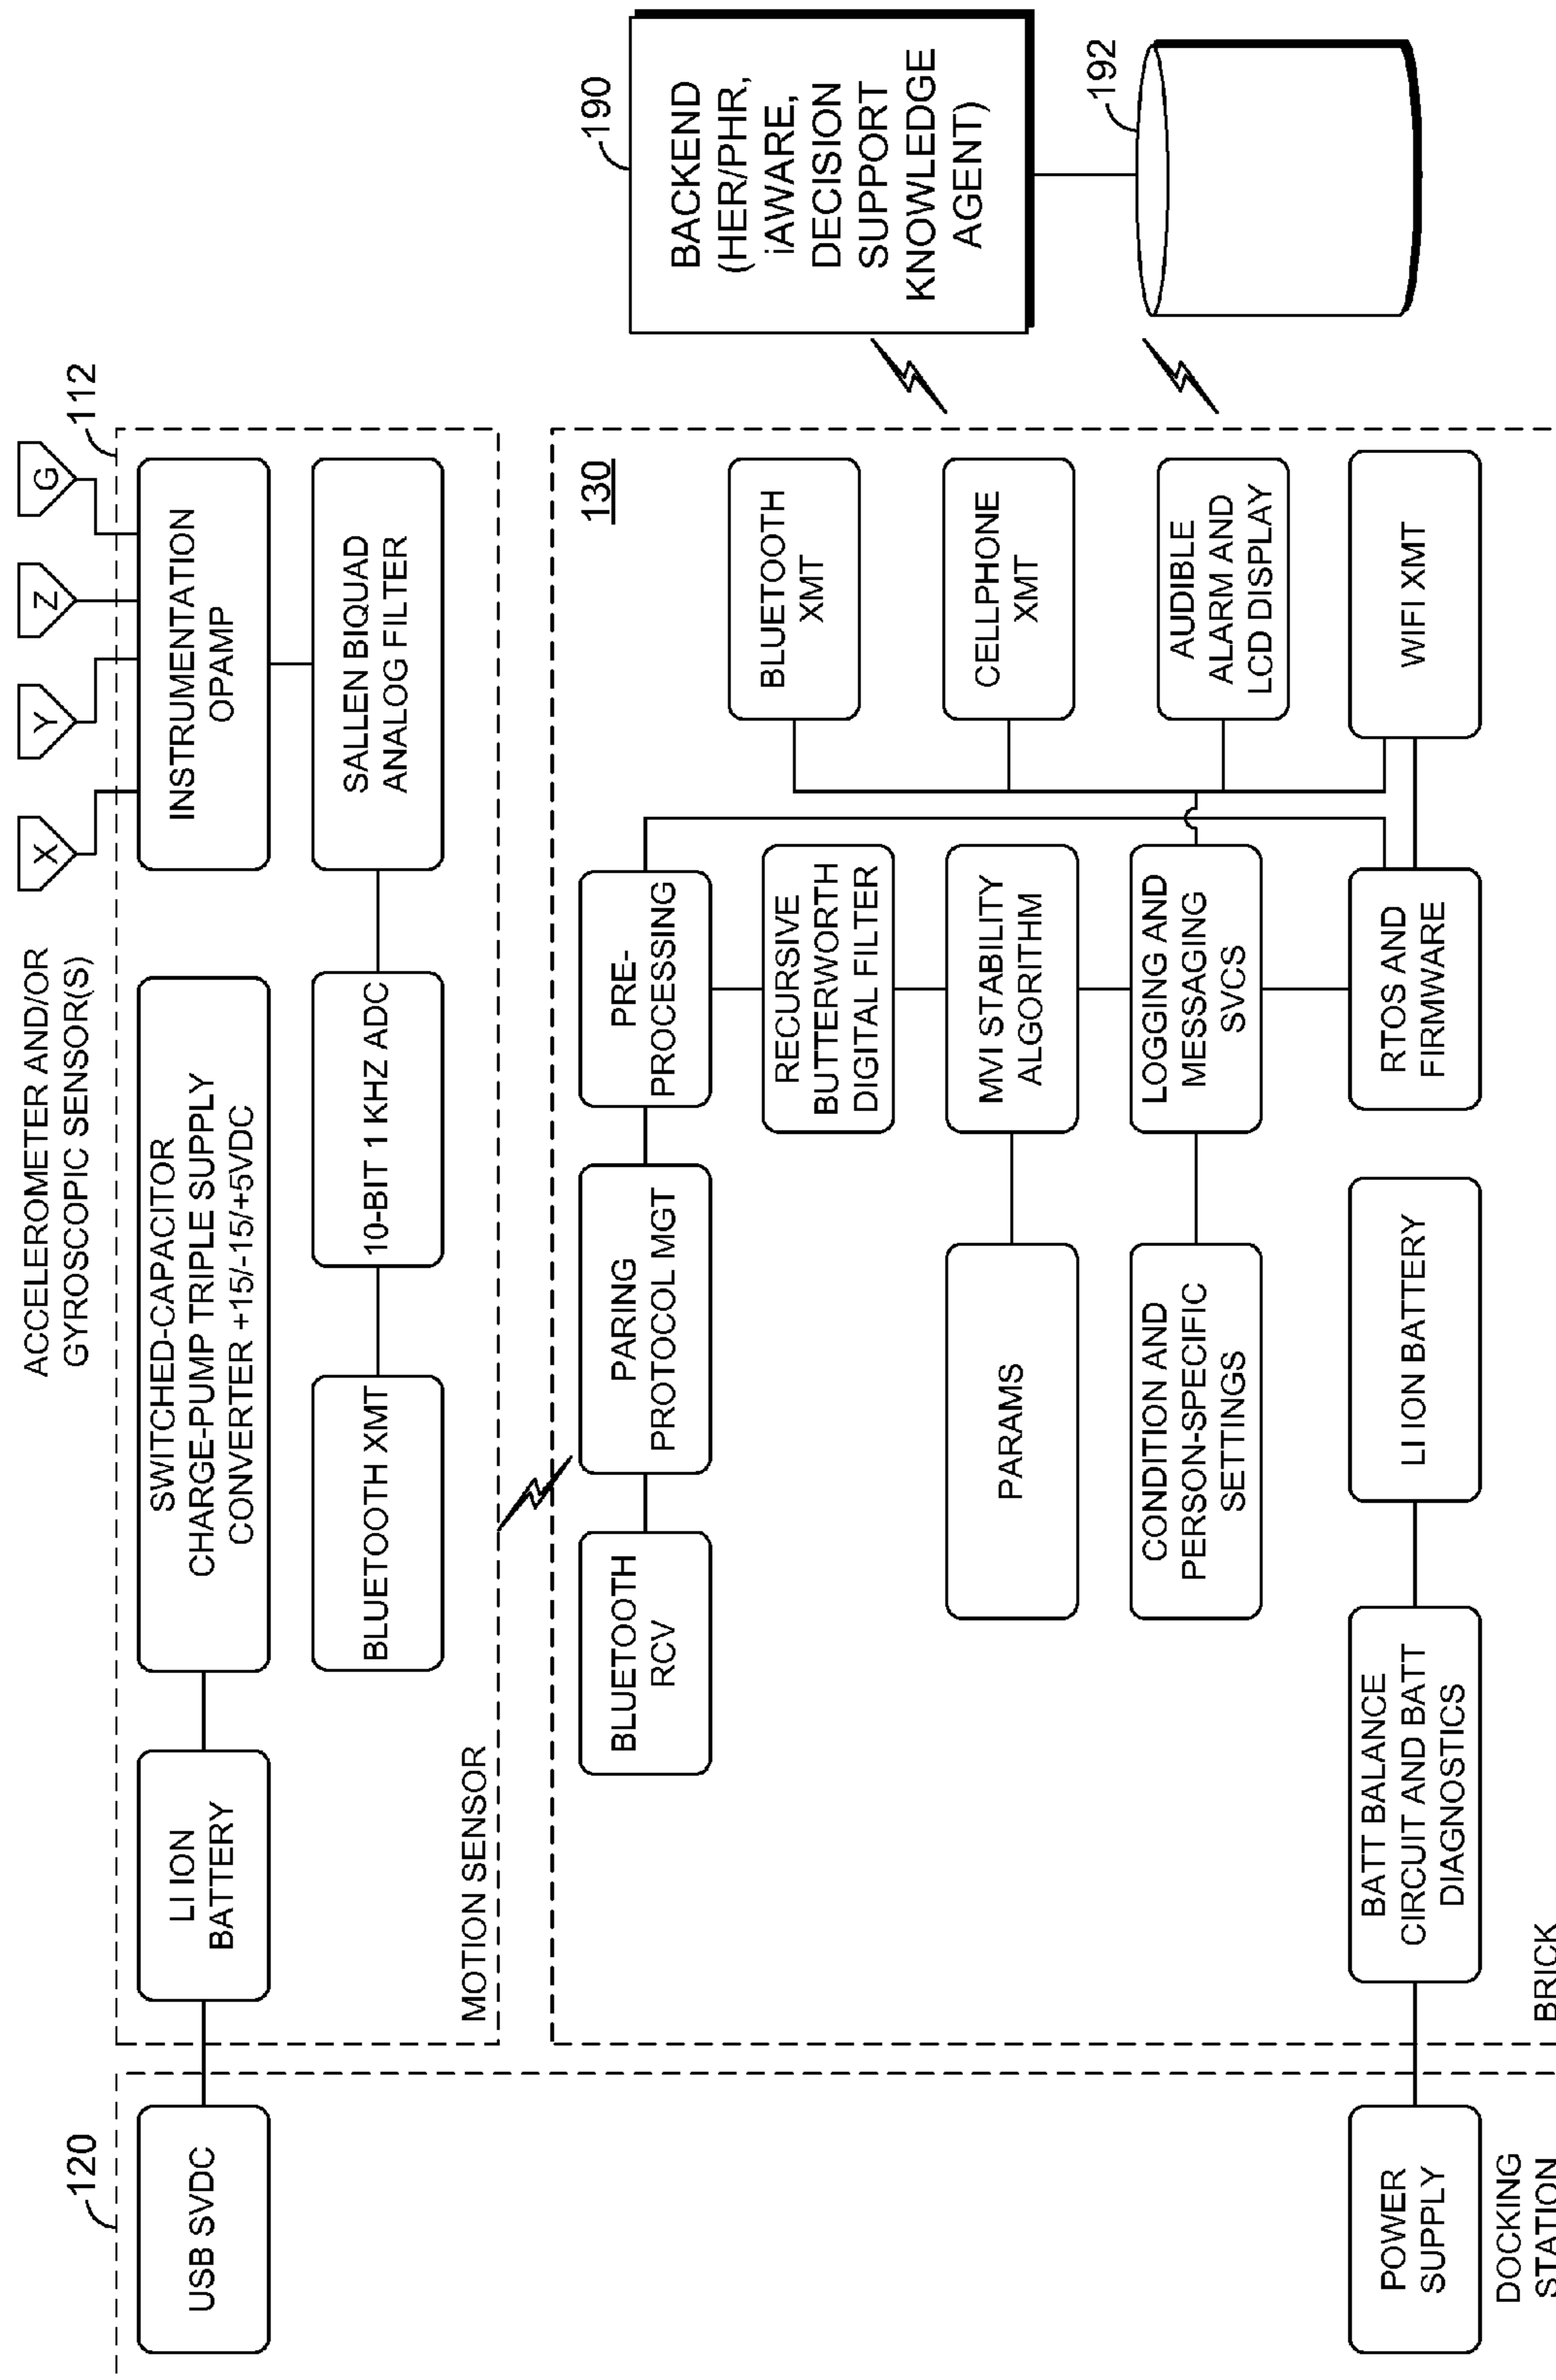 120
USB SVDC
POWER
SUPPLY
DOCKING
STATION
ACCELEROMETER AND/OR
GYROSCOPIC SENSOR(S)
X
Y
Z
G
112
LI ION
BATTERY
SWITCHED-CAPACITOR
CHARGE-PUMP TRIPLE SUPPLY
CONVERTER +15/-15/+5VDC
INSTRUMENTATION
OPAMP
BLUETOOTH XMT
10-BIT 1 KHZ ADC
SALLEN BIQUAD
ANALOG FILTER
MOTION SENSOR
130
BLUETOOTH
RCV
PARING
PROTOCOL MGT
PRE-
PROCESSING
RECURSIVE
BUTTERWORTH
DIGITAL FILTER
BLUETOOTH
XMT
PARAMS
MVI STABILITY
ALGORITHM
CELLPHONE
XMT
CONDITION AND
PERSON-SPECIFIC
SETTINGS
LOGGING AND
MESSAGING
SVCS
AUDIBLE
ALARM AND
LCD DISPLAY
BATT BALANCE
CIRCUIT AND BATT
DIAGNOSTICS
LI ION BATTERY
RTOS AND
FIRMWARE
WIFI XMT
BRICK
190
BACKEND
(HER/PHR,
iAWARE,
DECISION
SUPPORT
KNOWLEDGE
AGENT)
192